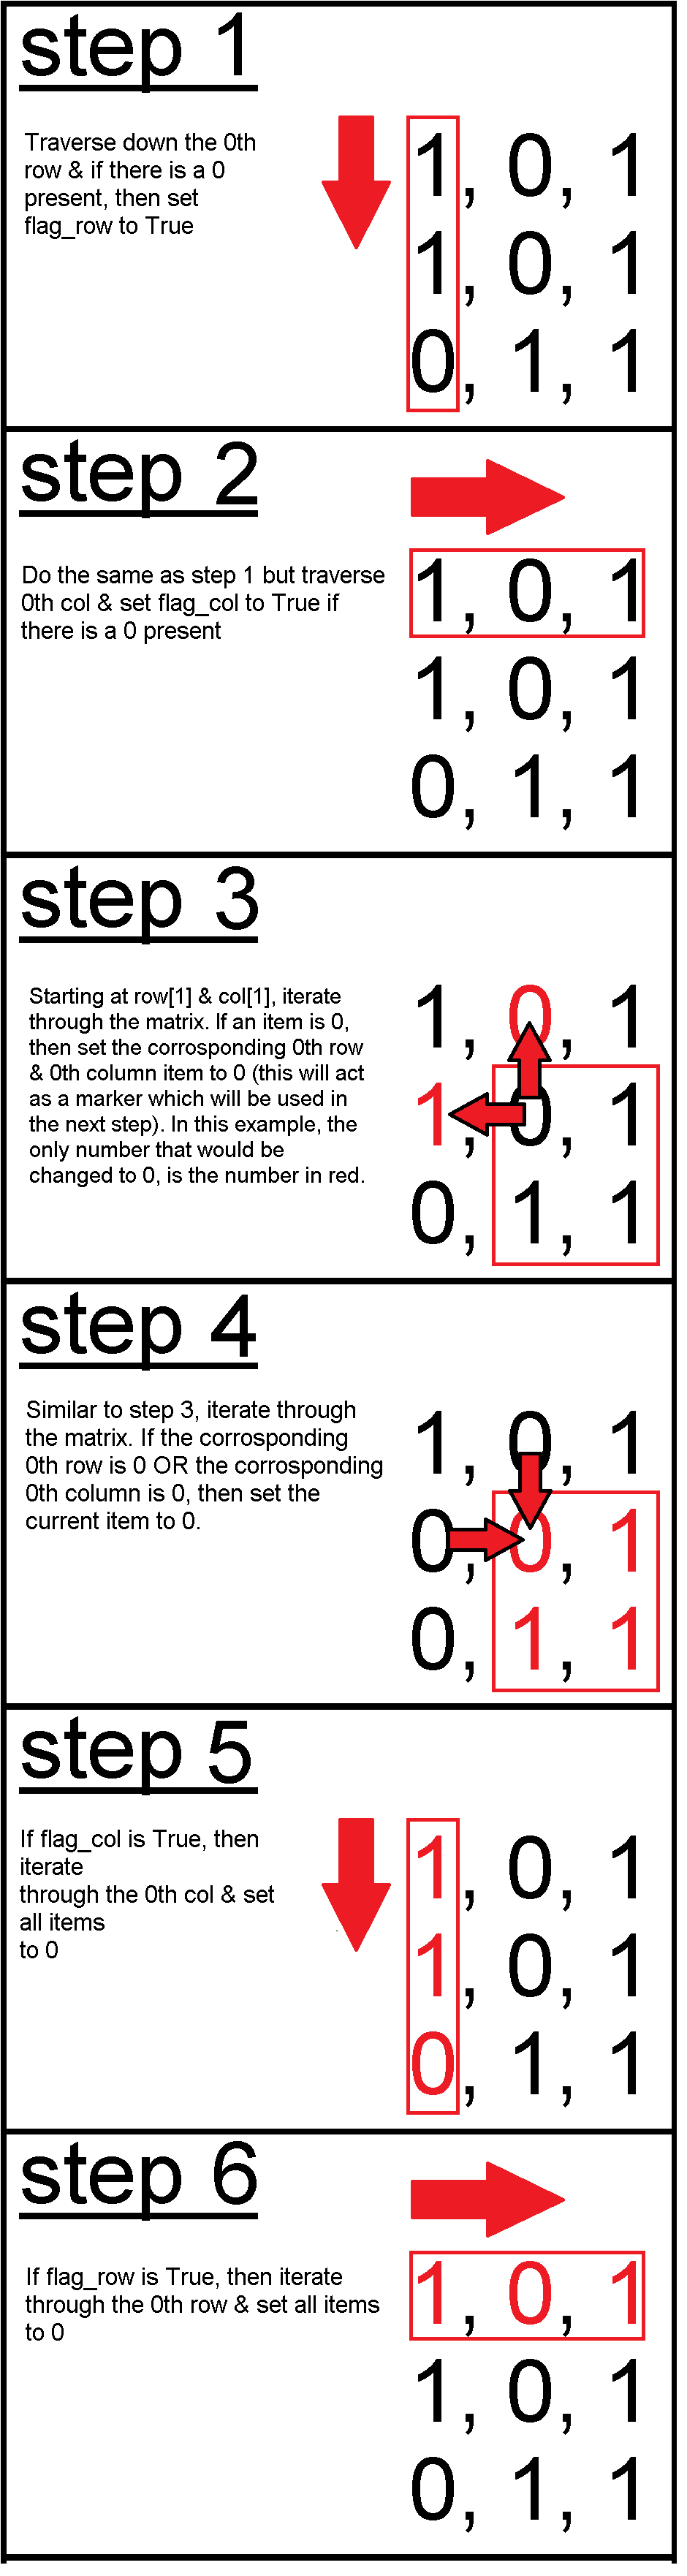 step 1
Traverse down the 0th
row & if there is a 0
present, then set
flag_row to True
1, 0, 1
1, 0, 1
0, 1, 1
step 2
Do the same as step 1 but traverse
0th col & set flag_col to True if
there is a 0 present
1, 0, 1
1, 0, 1
0, 1, 1
step 3
Starting at row[1] & col[1], iterate
through the matrix. If an item is 0,
then set the corrosponding 0th row
& 0th column item to 0 (this will act
as a marker which will be used in
the next step). In this example, the
only number that would be
changed to 0, is the number in red.
1, 0, 1
1, 0, 1
0, 1, 1
step 4
Similar to step 3, iterate through
the matrix. If the corrosponding
0th row is 0 OR the corrosponding
0th column is 0, then set the
current item to 0.
1, 0, 1
0, 0, 1
0, 1, 1
step 5
If flag_col is True, then
iterate
through the 0th col & set
all items
to 0
1, 0, 1
1, 0, 1
0, 1, 1
step 6
If flag_row is True, then iterate
through the 0th row & set all items
to 0
1, 0, 1
1, 0, 1
0, 1, 1